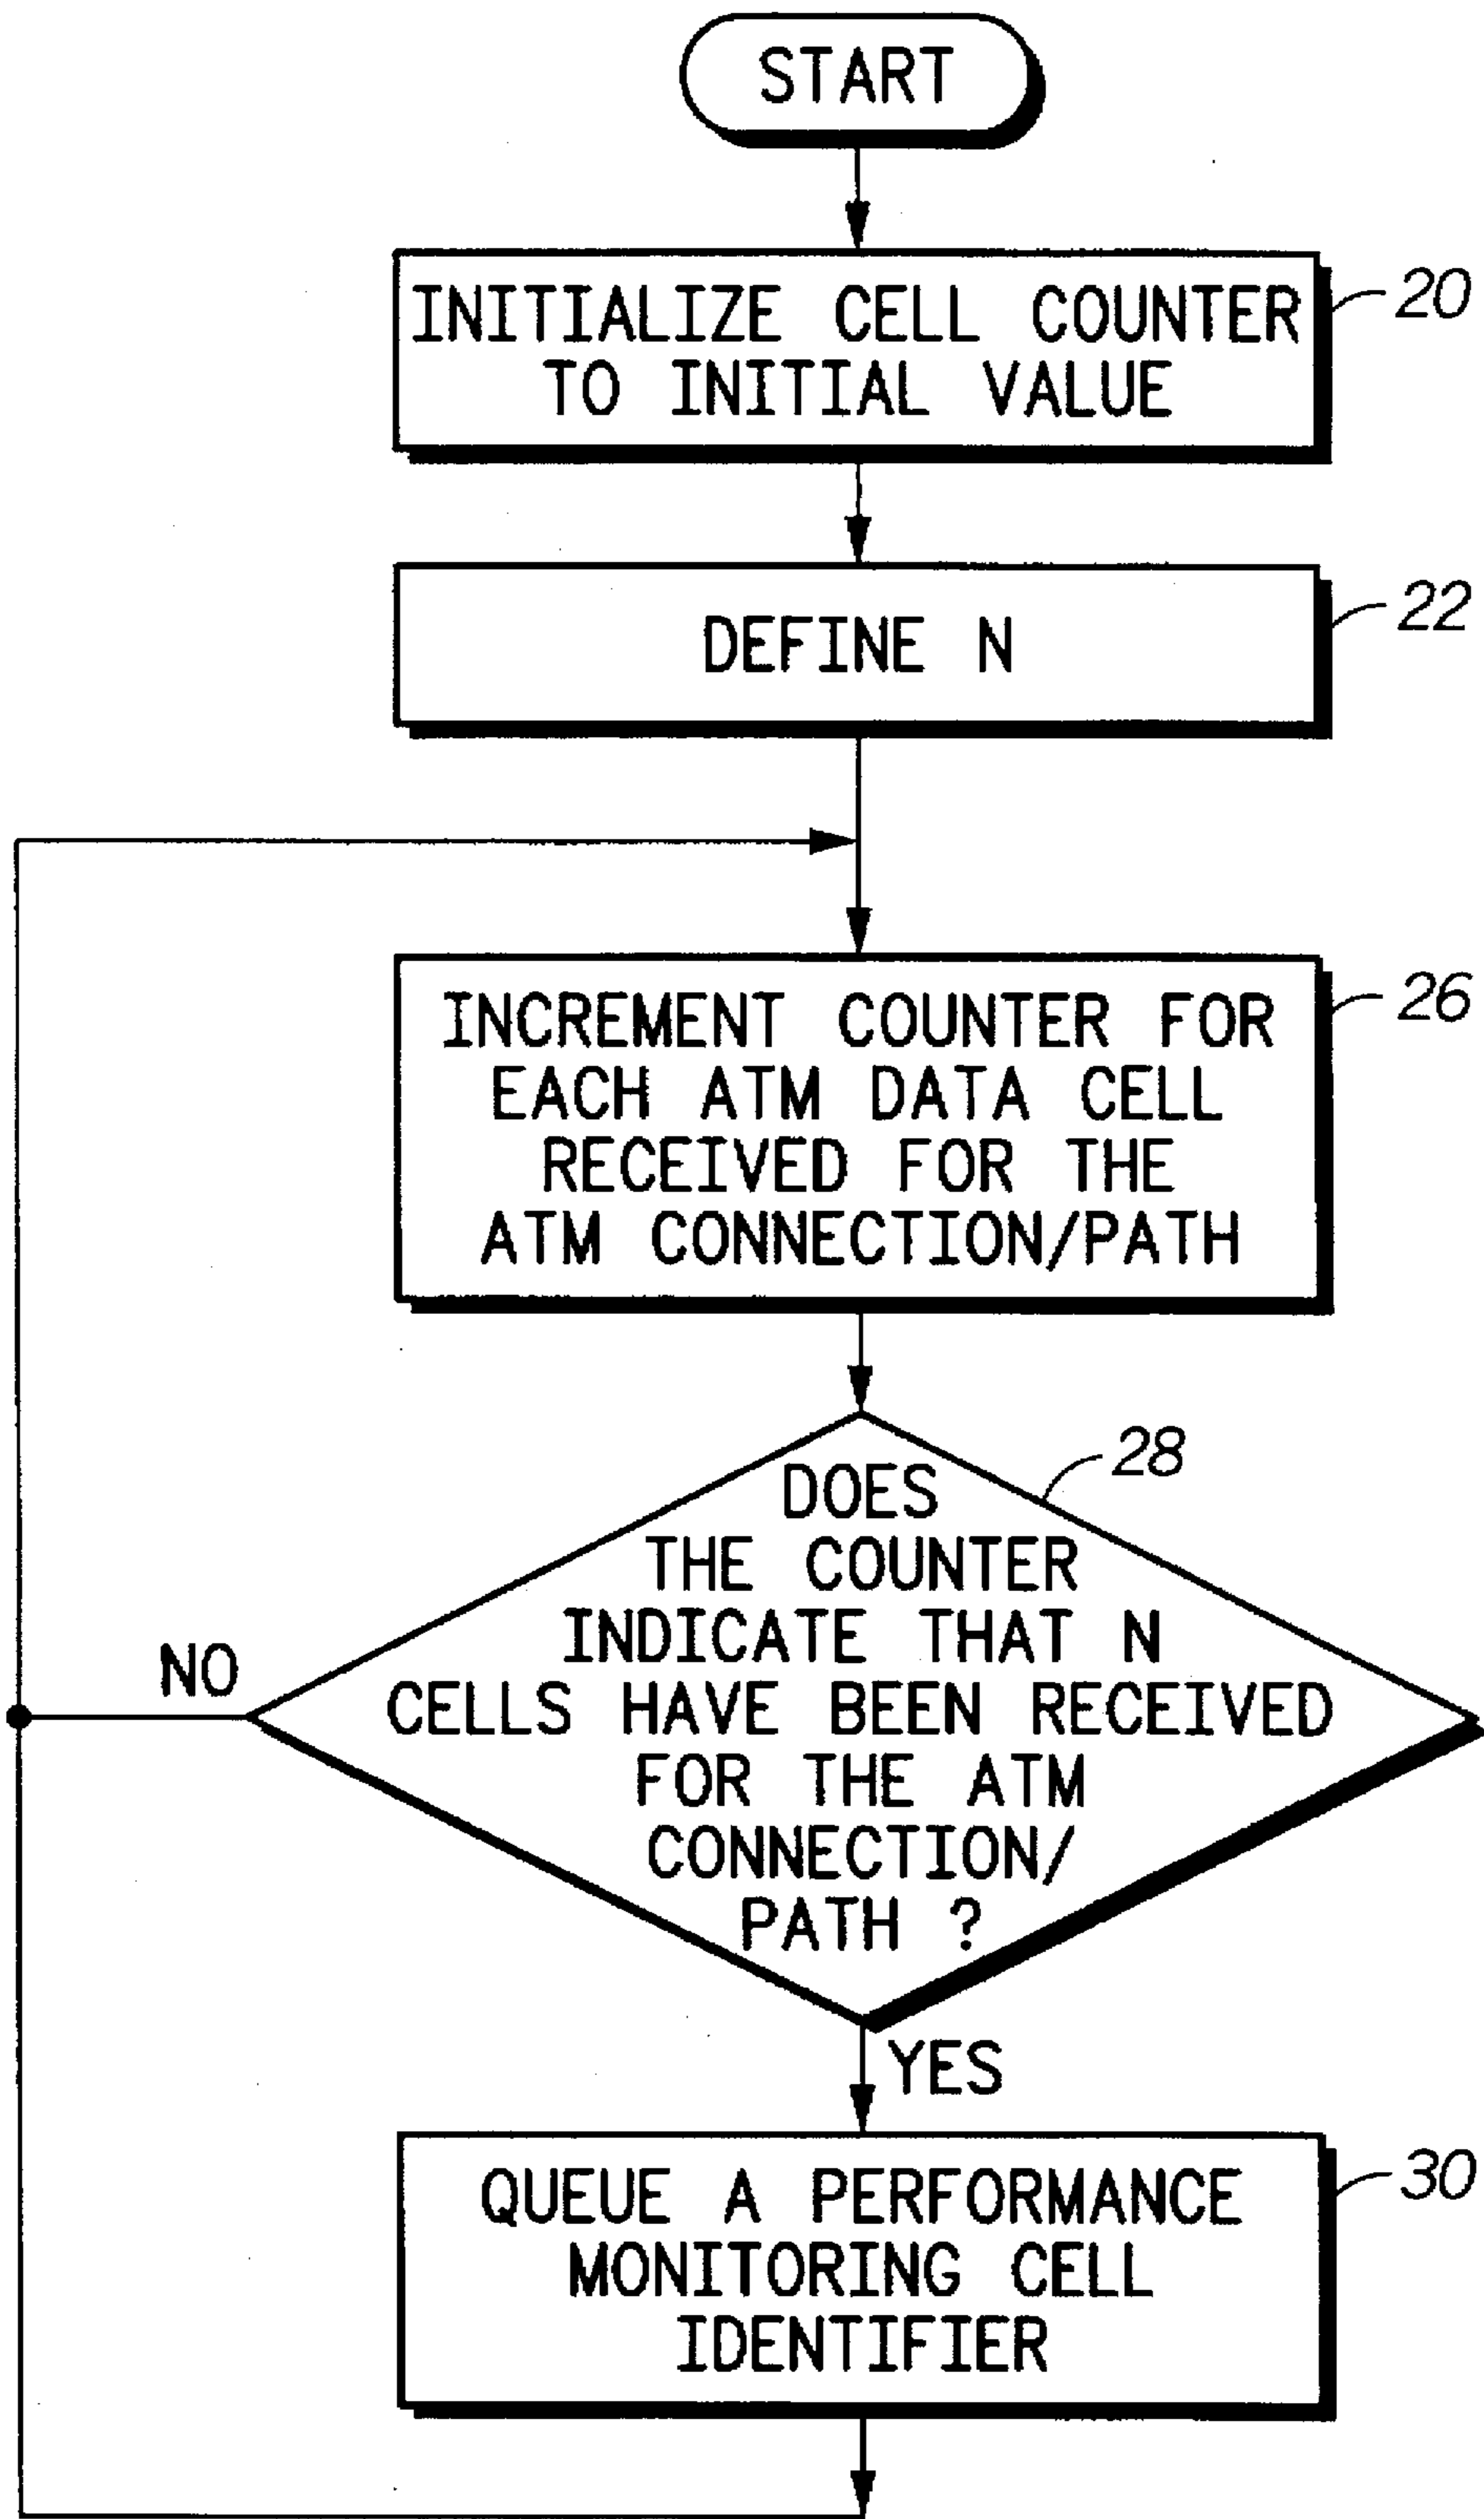 START
INITIALIZE CELL COUNTER
TO INITIAL VALUE
20
DEFINE N
22
INCREMENT COUNTER FOR
EACH ATM DATA CELL
RECEIVED FOR THE
ATM CONNECTION/PATH
26
DOES
THE COUNTER
INDICATE THAT N
CELLS HAVE BEEN RECEIVED
FOR THE ATM
CONNECTION/
PATH ?
28
NO
YES
QUEUE A PERFORMANCE
MONITORING CELL
IDENTIFIER
30